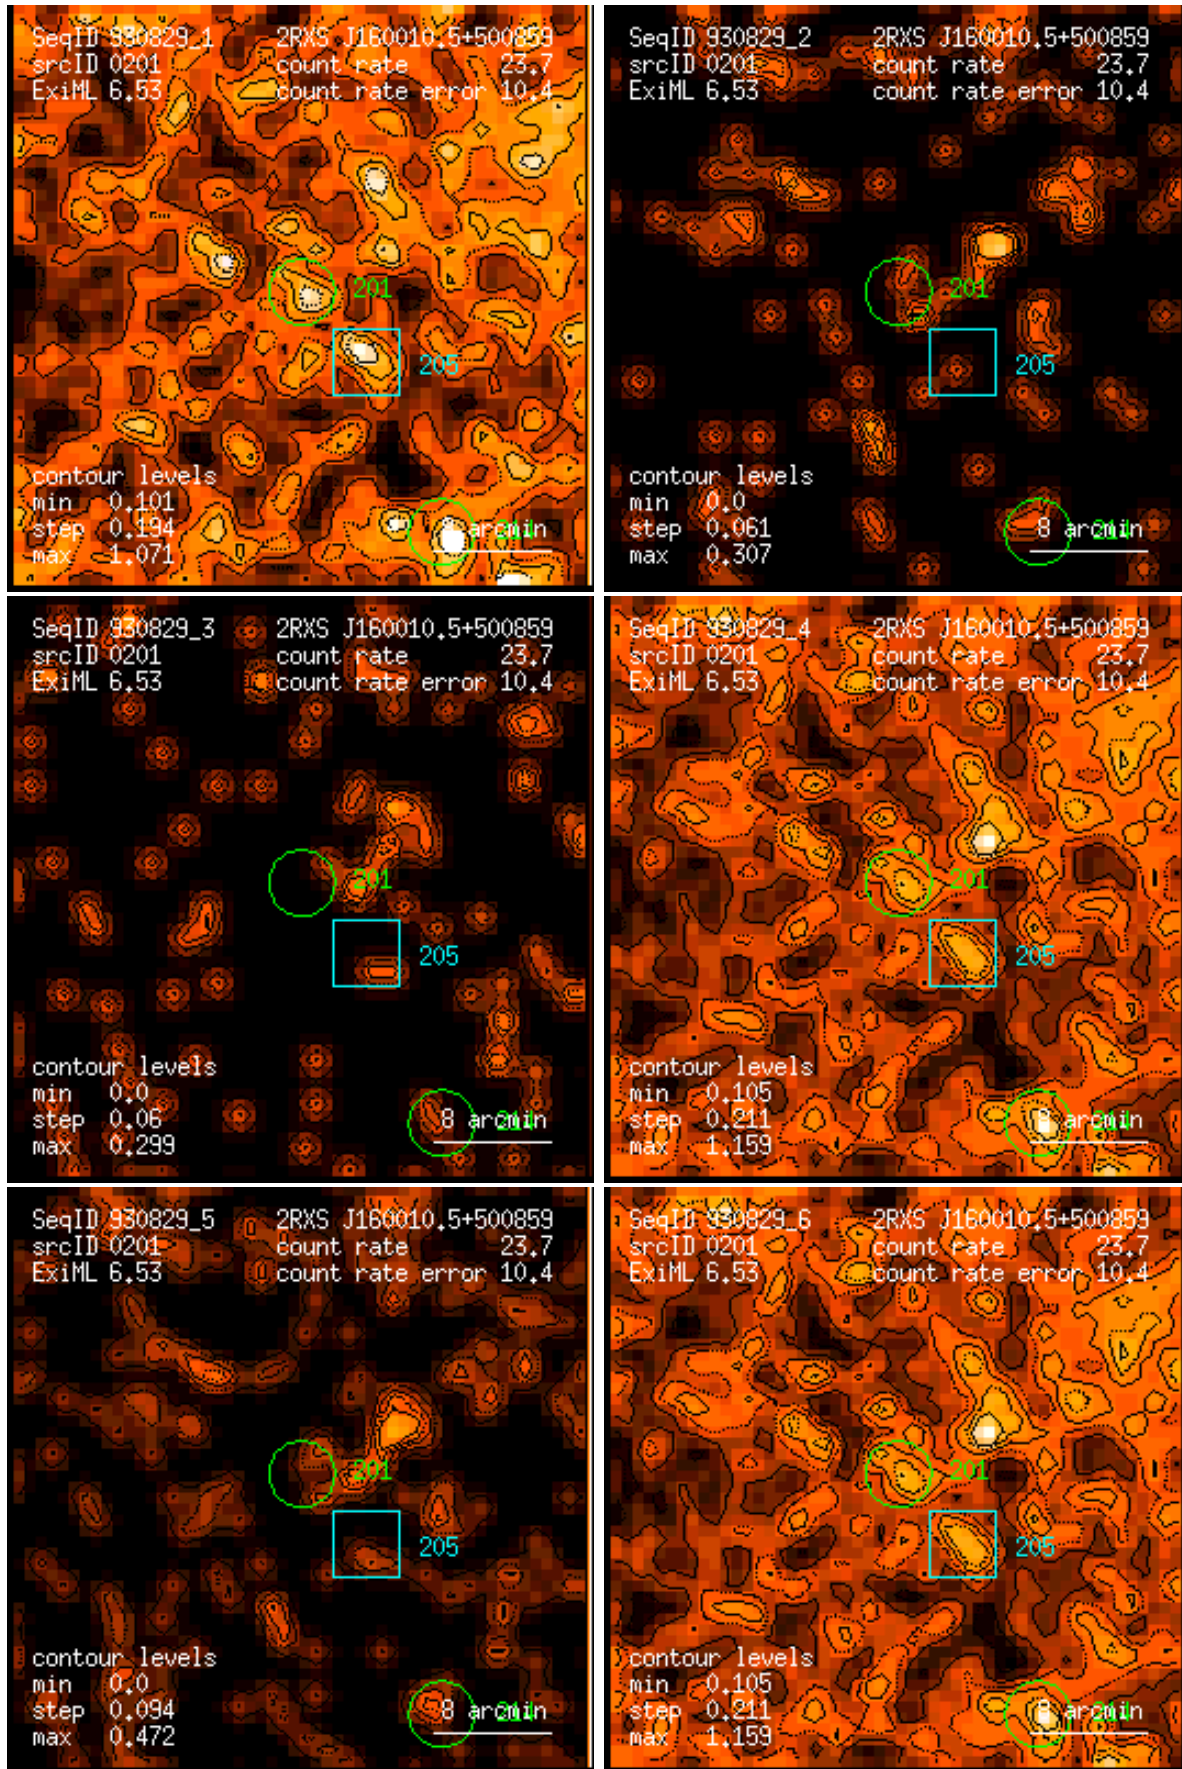 SeqID 930829_1 2RXS J160010.5+500859
srcID 0201 count rate 23.7
ExiML 6.53 count rate error 10.4
201
205
contour levels
min 0.101
step 0.194
max 1.071
8 arcmin
SeqID 930829_2 2RXS J160010.5+500859
srcID 0201 count rate 23.7
ExiML 6.53 count rate error 10.4
201
205
contour levels
min 0.0
step 0.061
max 0.307
8 arcmin
SeqID 930829_3 2RXS J160010.5+500859
srcID 0201 count rate 23.7
ExiML 6.53 count rate error 10.4
201
205
contour levels
min 0.0
step 0.06
max 0.299
8 arcmin
SeqID 930829_4 2RXS J160010.5+500859
srcID 0201 count rate 23.7
ExiML 6.53 count rate error 10.4
201
205
contour levels
min 0.105
step 0.211
max 1.159
8 arcmin
SeqID 930829_5 2RXS J160010.5+500859
srcID 0201 count rate 23.7
ExiML 6.53 count rate error 10.4
201
205
contour levels
min 0.0
step 0.094
max 0.472
8 arcmin
SeqID 930829_6 2RXS J160010.5+500859
srcID 0201 count rate 23.7
ExiML 6.53 count rate error 10.4
201
205
contour levels
min 0.105
step 0.211
max 1.159
8 arcmin